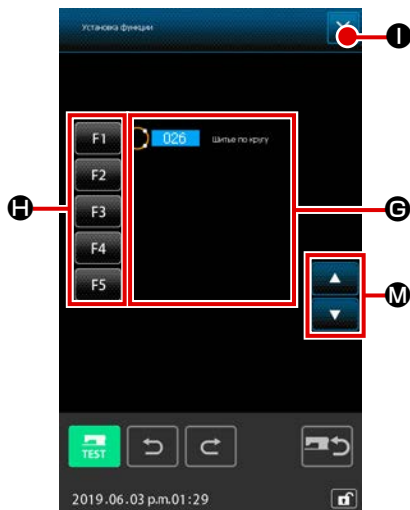 Установка функции
I
F1
026 Шитье по кругу
F2
H
F3
G
F4
F5
M
TEST
2019.06.03 p.m.01:29